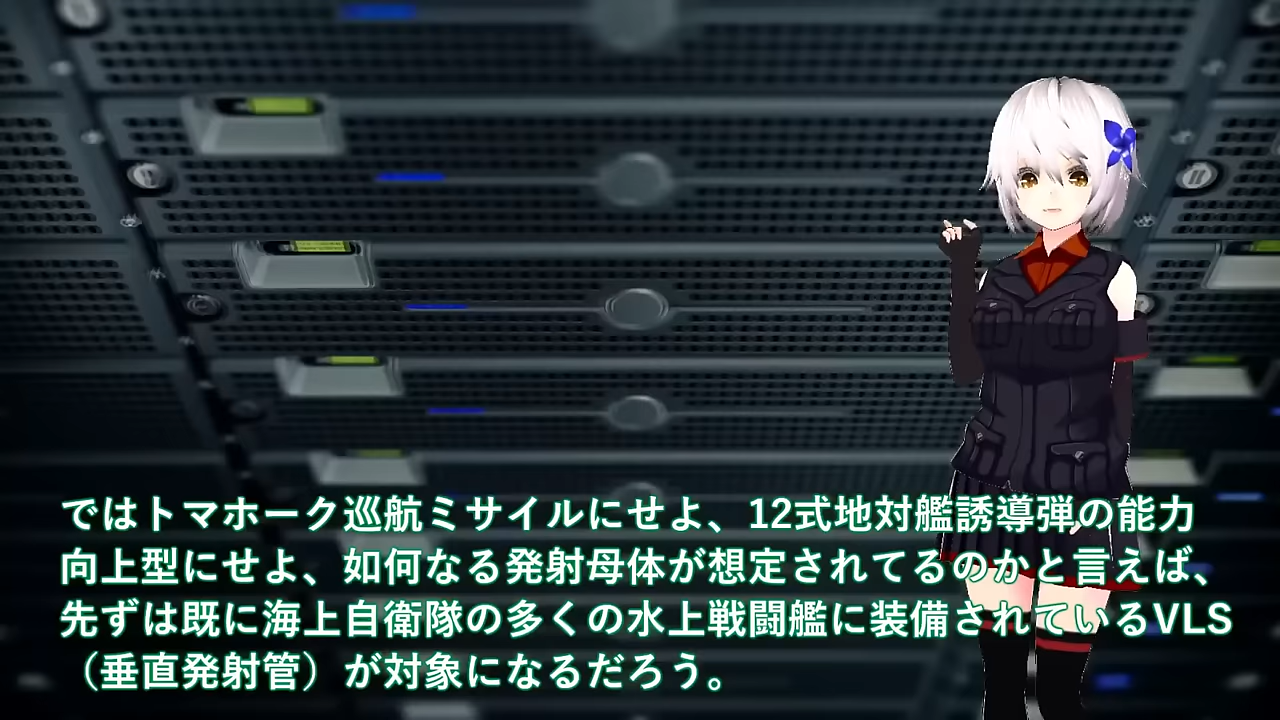 ではトマホーク巡航ミサイルにせよ、12式地対艦誘導弾の能力
向上型にせよ、如何なる発射母体が想定されてるのかと言えば、
先ずは既に海上自衛隊の多くの水上戦闘艦に装備されているVLS
（垂直発射管）が対象になるだろう。